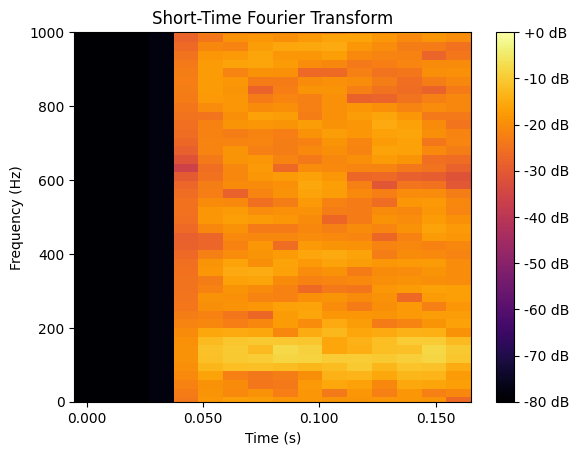 Short-Time Fourier Transform
1000
800
600
400
200
0
Frequency (Hz)
0.000
0.050
0.100
0.150
Time (s)
+0 dB
-10 dB
-20 dB
-30 dB
-40 dB
-50 dB
-60 dB
-70 dB
-80 dB